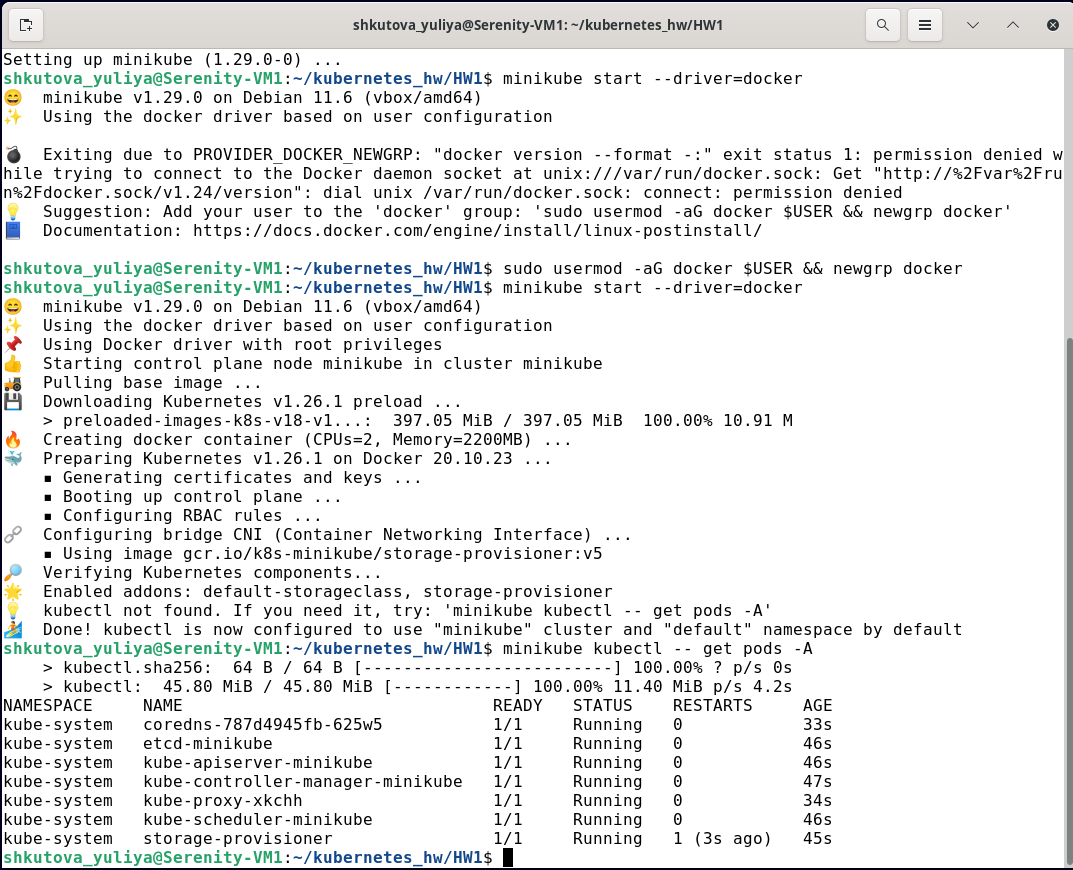 shkutova_yuliya@Serenity-VM1: ~/kubernetes_hw/HW1
Setting up minikube (1.29.0-0) ...
shkutova_yuliya@Serenity-VM1:~/kubernetes_hw/HW1$ minikube start --driver=docker
😄  minikube v1.29.0 on Debian 11.6 (vbox/amd64)
✨  Using the docker driver based on user configuration
💣  Exiting due to PROVIDER_DOCKER_NEWGRP: "docker version --format -:" exit status 1: permission denied w
hile trying to connect to the Docker daemon socket at unix:///var/run/docker.sock: Get "http://%2Fvar%2Fru
n%2Fdocker.sock/v1.24/version": dial unix /var/run/docker.sock: connect: permission denied
💡  Suggestion: Add your user to the 'docker' group: 'sudo usermod -aG docker $USER && newgrp docker'
📘  Documentation: https://docs.docker.com/engine/install/linux-postinstall/
shkutova_yuliya@Serenity-VM1:~/kubernetes_hw/HW1$ sudo usermod -aG docker $USER && newgrp docker
shkutova_yuliya@Serenity-VM1:~/kubernetes_hw/HW1$ minikube start --driver=docker
😄  minikube v1.29.0 on Debian 11.6 (vbox/amd64)
✨  Using the docker driver based on user configuration
📌  Using Docker driver with root privileges
👍  Starting control plane node minikube in cluster minikube
🚜  Pulling base image ...
💾  Downloading Kubernetes v1.26.1 preload ...
    > preloaded-images-k8s-v18-v1...:  397.05 MiB / 397.05 MiB  100.00% 10.91 M
🔥  Creating docker container (CPUs=2, Memory=2200MB) ...
🐳  Preparing Kubernetes v1.26.1 on Docker 20.10.23 ...
    ▪ Generating certificates and keys ...
    ▪ Booting up control plane ...
    ▪ Configuring RBAC rules ...
🔗  Configuring bridge CNI (Container Networking Interface) ...
    ▪ Using image gcr.io/k8s-minikube/storage-provisioner:v5
🔎  Verifying Kubernetes components...
🌟  Enabled addons: default-storageclass, storage-provisioner
💡  kubectl not found. If you need it, try: 'minikube kubectl -- get pods -A'
🏄  Done! kubectl is now configured to use "minikube" cluster and "default" namespace by default
shkutova_yuliya@Serenity-VM1:~/kubernetes_hw/HW1$ minikube kubectl -- get pods -A
    > kubectl.sha256:  64 B / 64 B [-------------------------] 100.00% ? p/s 0s
    > kubectl:  45.80 MiB / 45.80 MiB [------------] 100.00% 11.40 MiB p/s 4.2s
NAMESPACE     NAME                               READY   STATUS    RESTARTS     AGE
kube-system   coredns-787d4945fb-625w5           1/1     Running   0            33s
kube-system   etcd-minikube                      1/1     Running   0            46s
kube-system   kube-apiserver-minikube            1/1     Running   0            46s
kube-system   kube-controller-manager-minikube   1/1     Running   0            47s
kube-system   kube-proxy-xkchh                   1/1     Running   0            34s
kube-system   kube-scheduler-minikube            1/1     Running   0            46s
kube-system   storage-provisioner                1/1     Running   1 (3s ago)   45s
shkutova_yuliya@Serenity-VM1:~/kubernetes_hw/HW1$